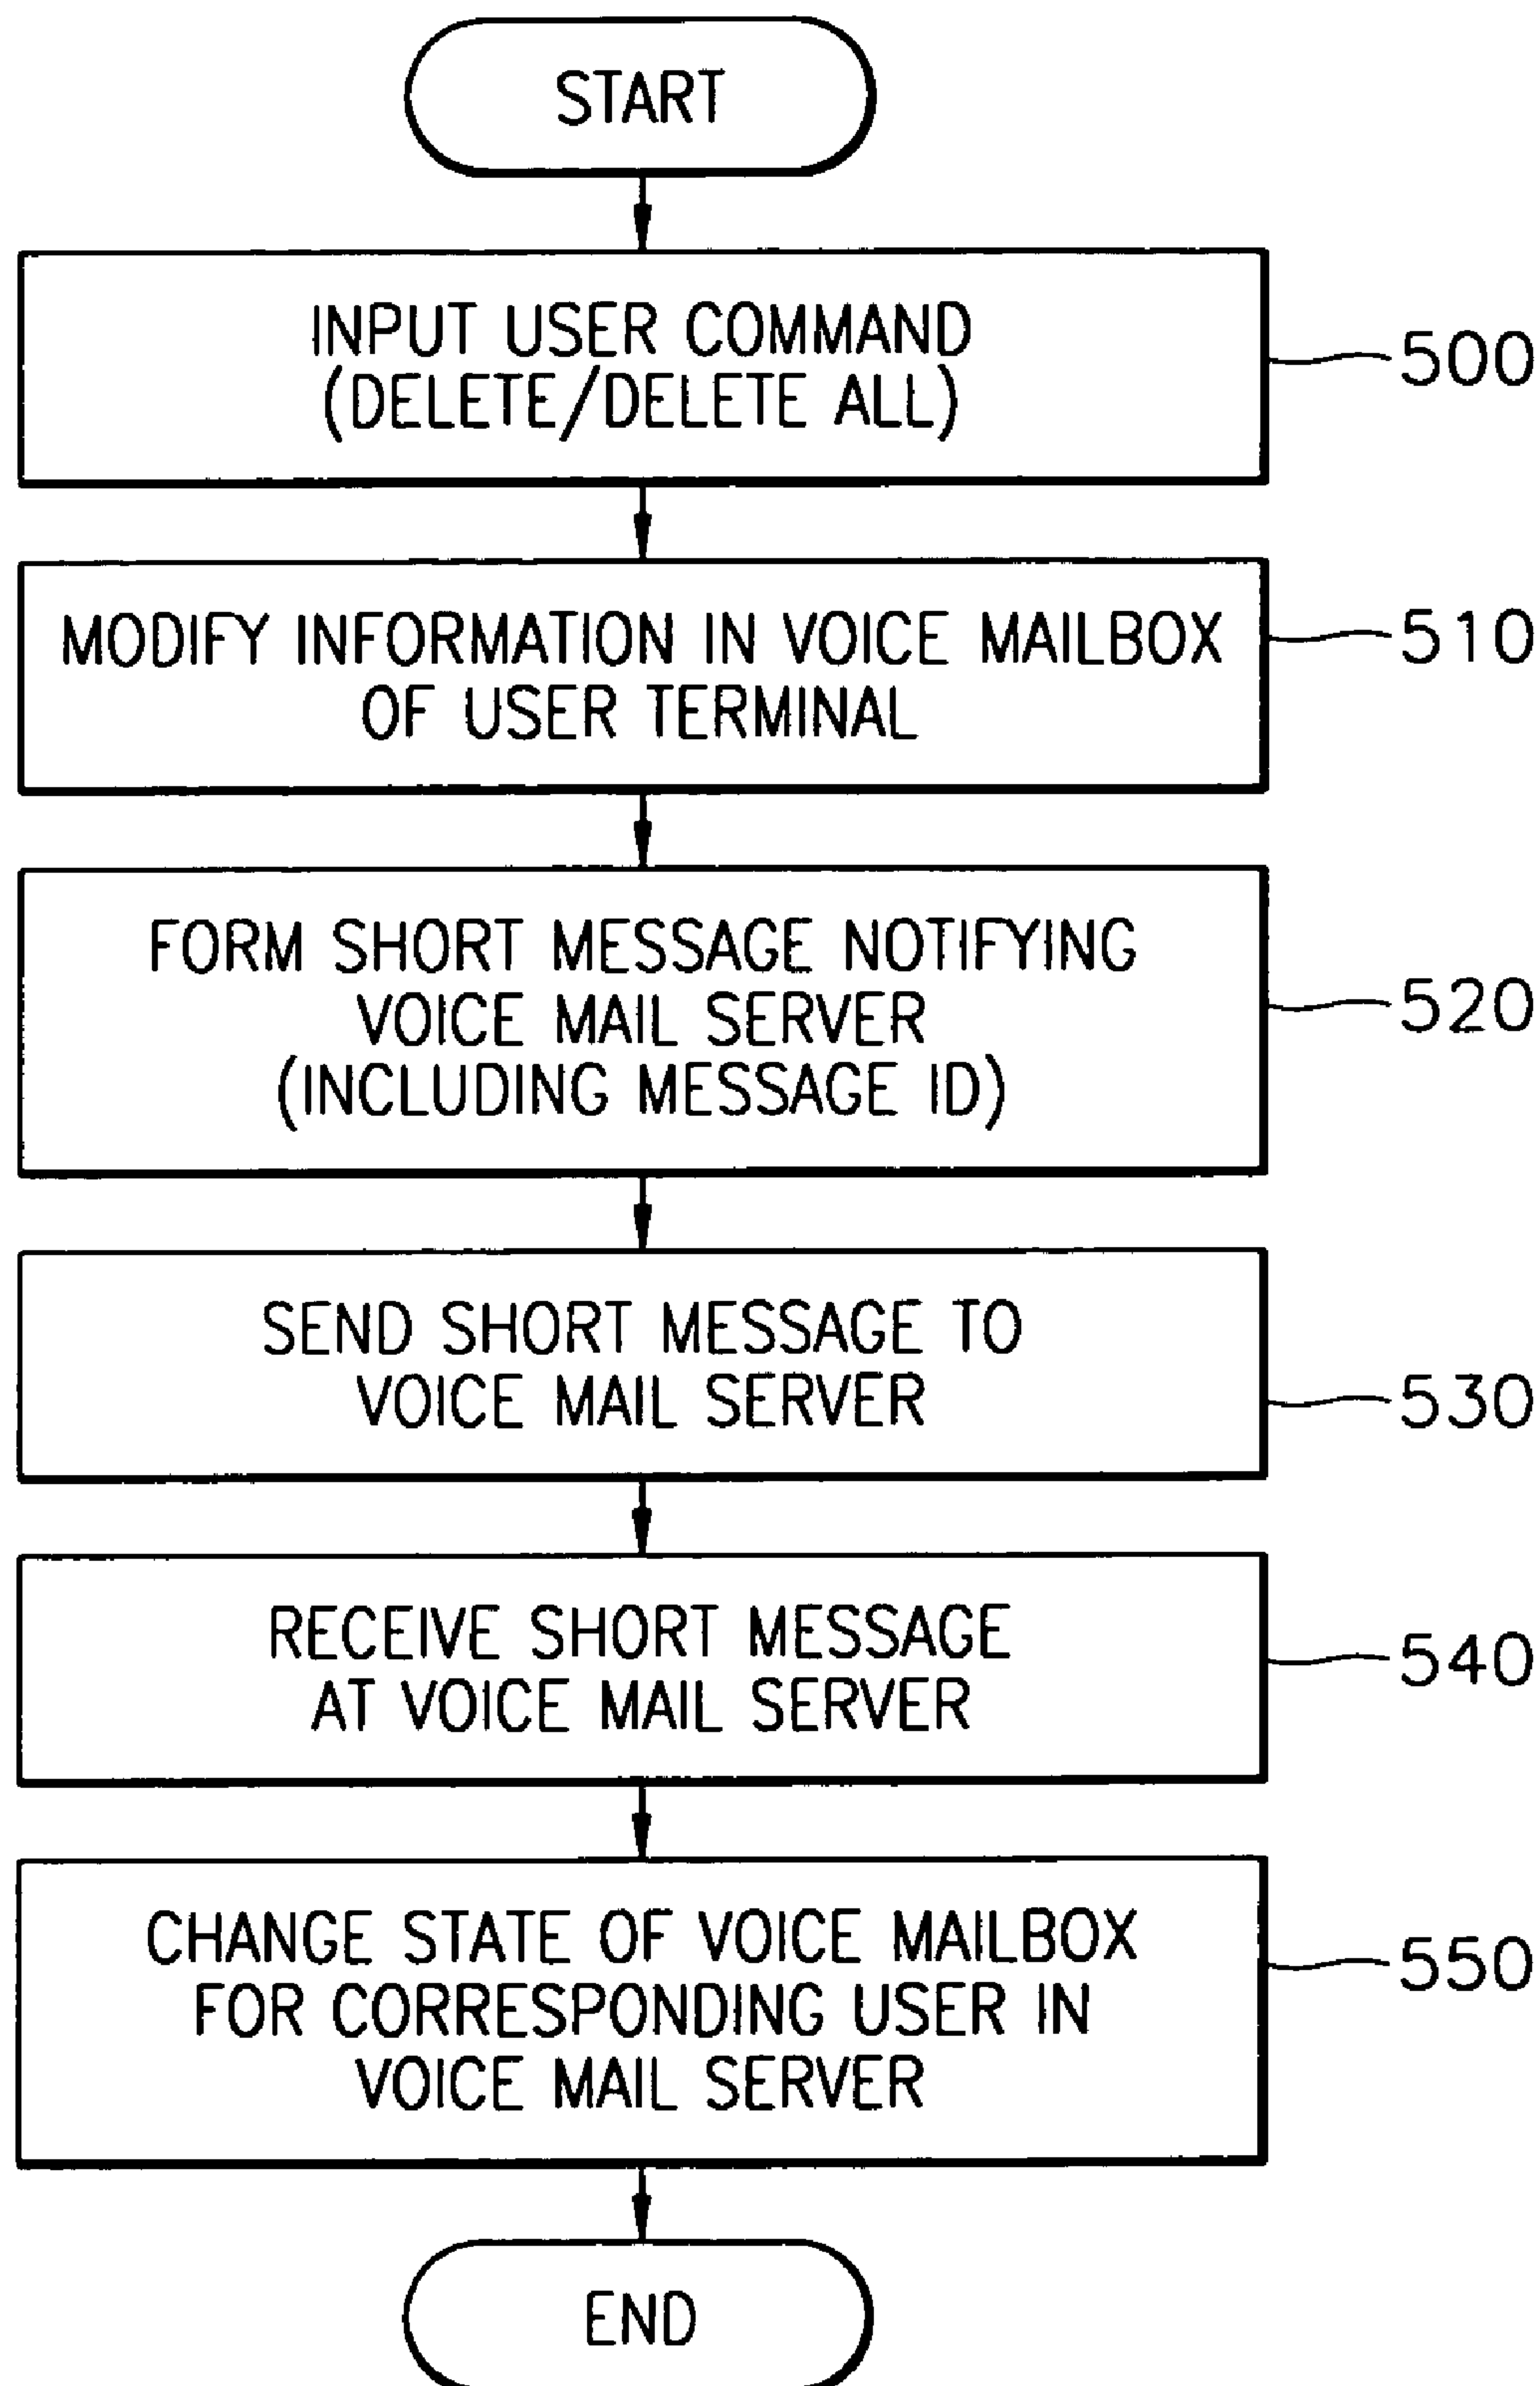 START
INPUT USER COMMAND
(DELETE/DELETE ALL)
500
MODIFY INFORMATION IN VOICE MAILBOX
OF USER TERMINAL
510
FORM SHORT MESSAGE NOTIFYING
VOICE MAIL SERVER
(INCLUDING MESSAGE ID)
520
SEND SHORT MESSAGE TO
VOICE MAIL SERVER
530
RECEIVE SHORT MESSAGE
AT VOICE MAIL SERVER
540
CHANGE STATE OF VOICE MAILBOX
FOR CORRESPONDING USER IN
VOICE MAIL SERVER
550
END